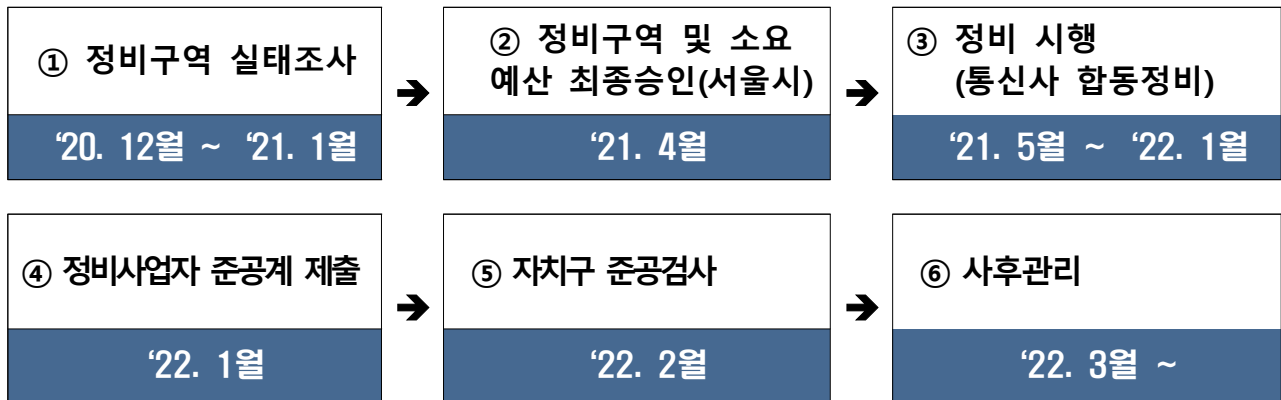 ① 정비구역 실태조사
‘20. 12월 ~ ‘21. 1월
② 정비구역 및 소요
예산 최종승인(서울시)
‘21. 4월
③ 정비 시행
(통신사 합동정비)
‘21. 5월 ~ ‘22. 1월
④ 정비사업자 준공계 제출
‘22. 1월
⑤ 자치구 준공검사
‘22. 2월
⑥ 사후관리
‘22. 3월 ~